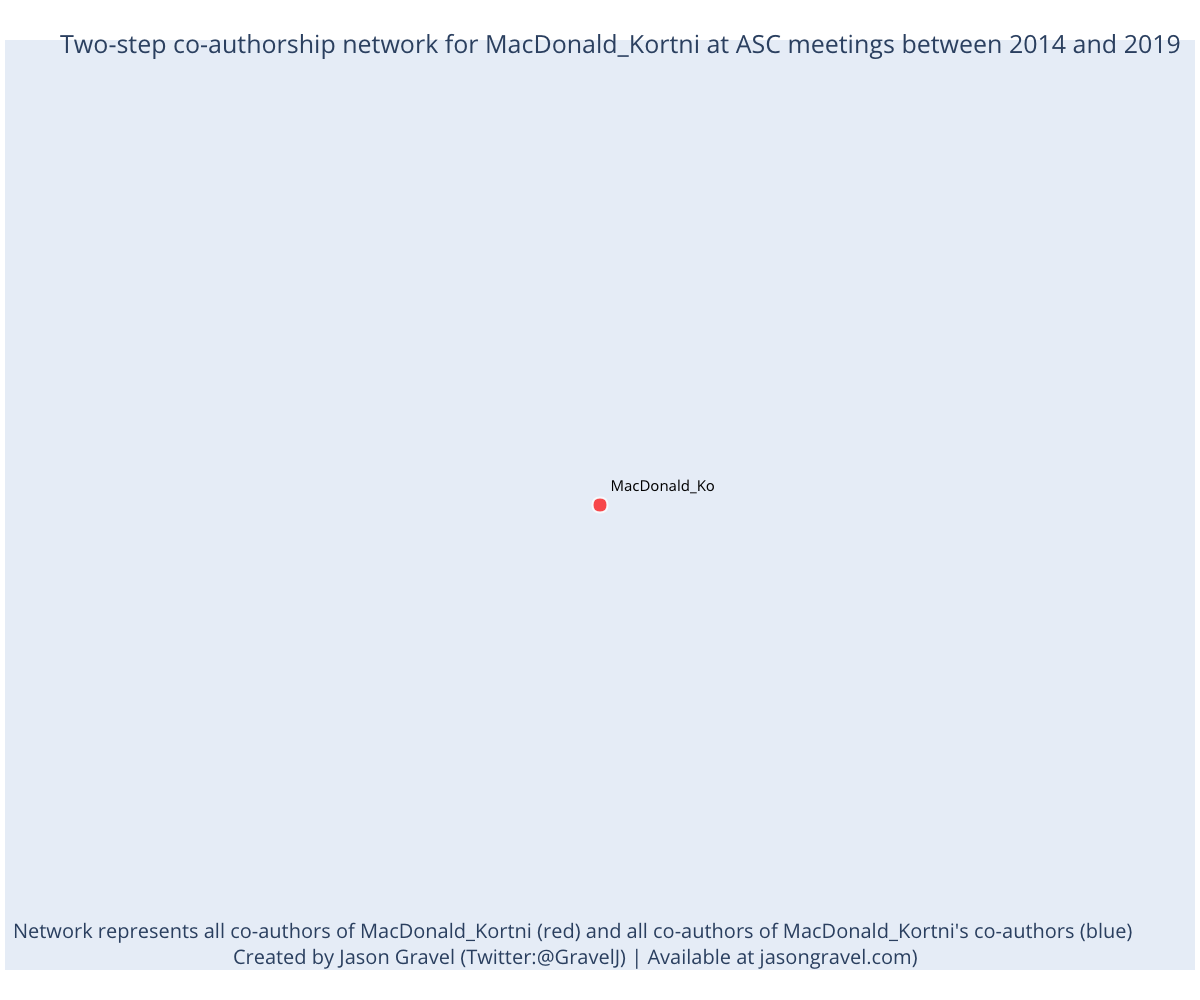 Two-step co-authorship network for MacDonald_Kortni at ASC meetings between 2014 and 2019
MacDonald_Ko
Network represents all co-authors of MacDonald_Kortni (red) and all co-authors of MacDonald_Kortni's co-authors (blue)
Created by Jason Gravel (Twitter:@GravelJ) | Available at jasongravel.com)